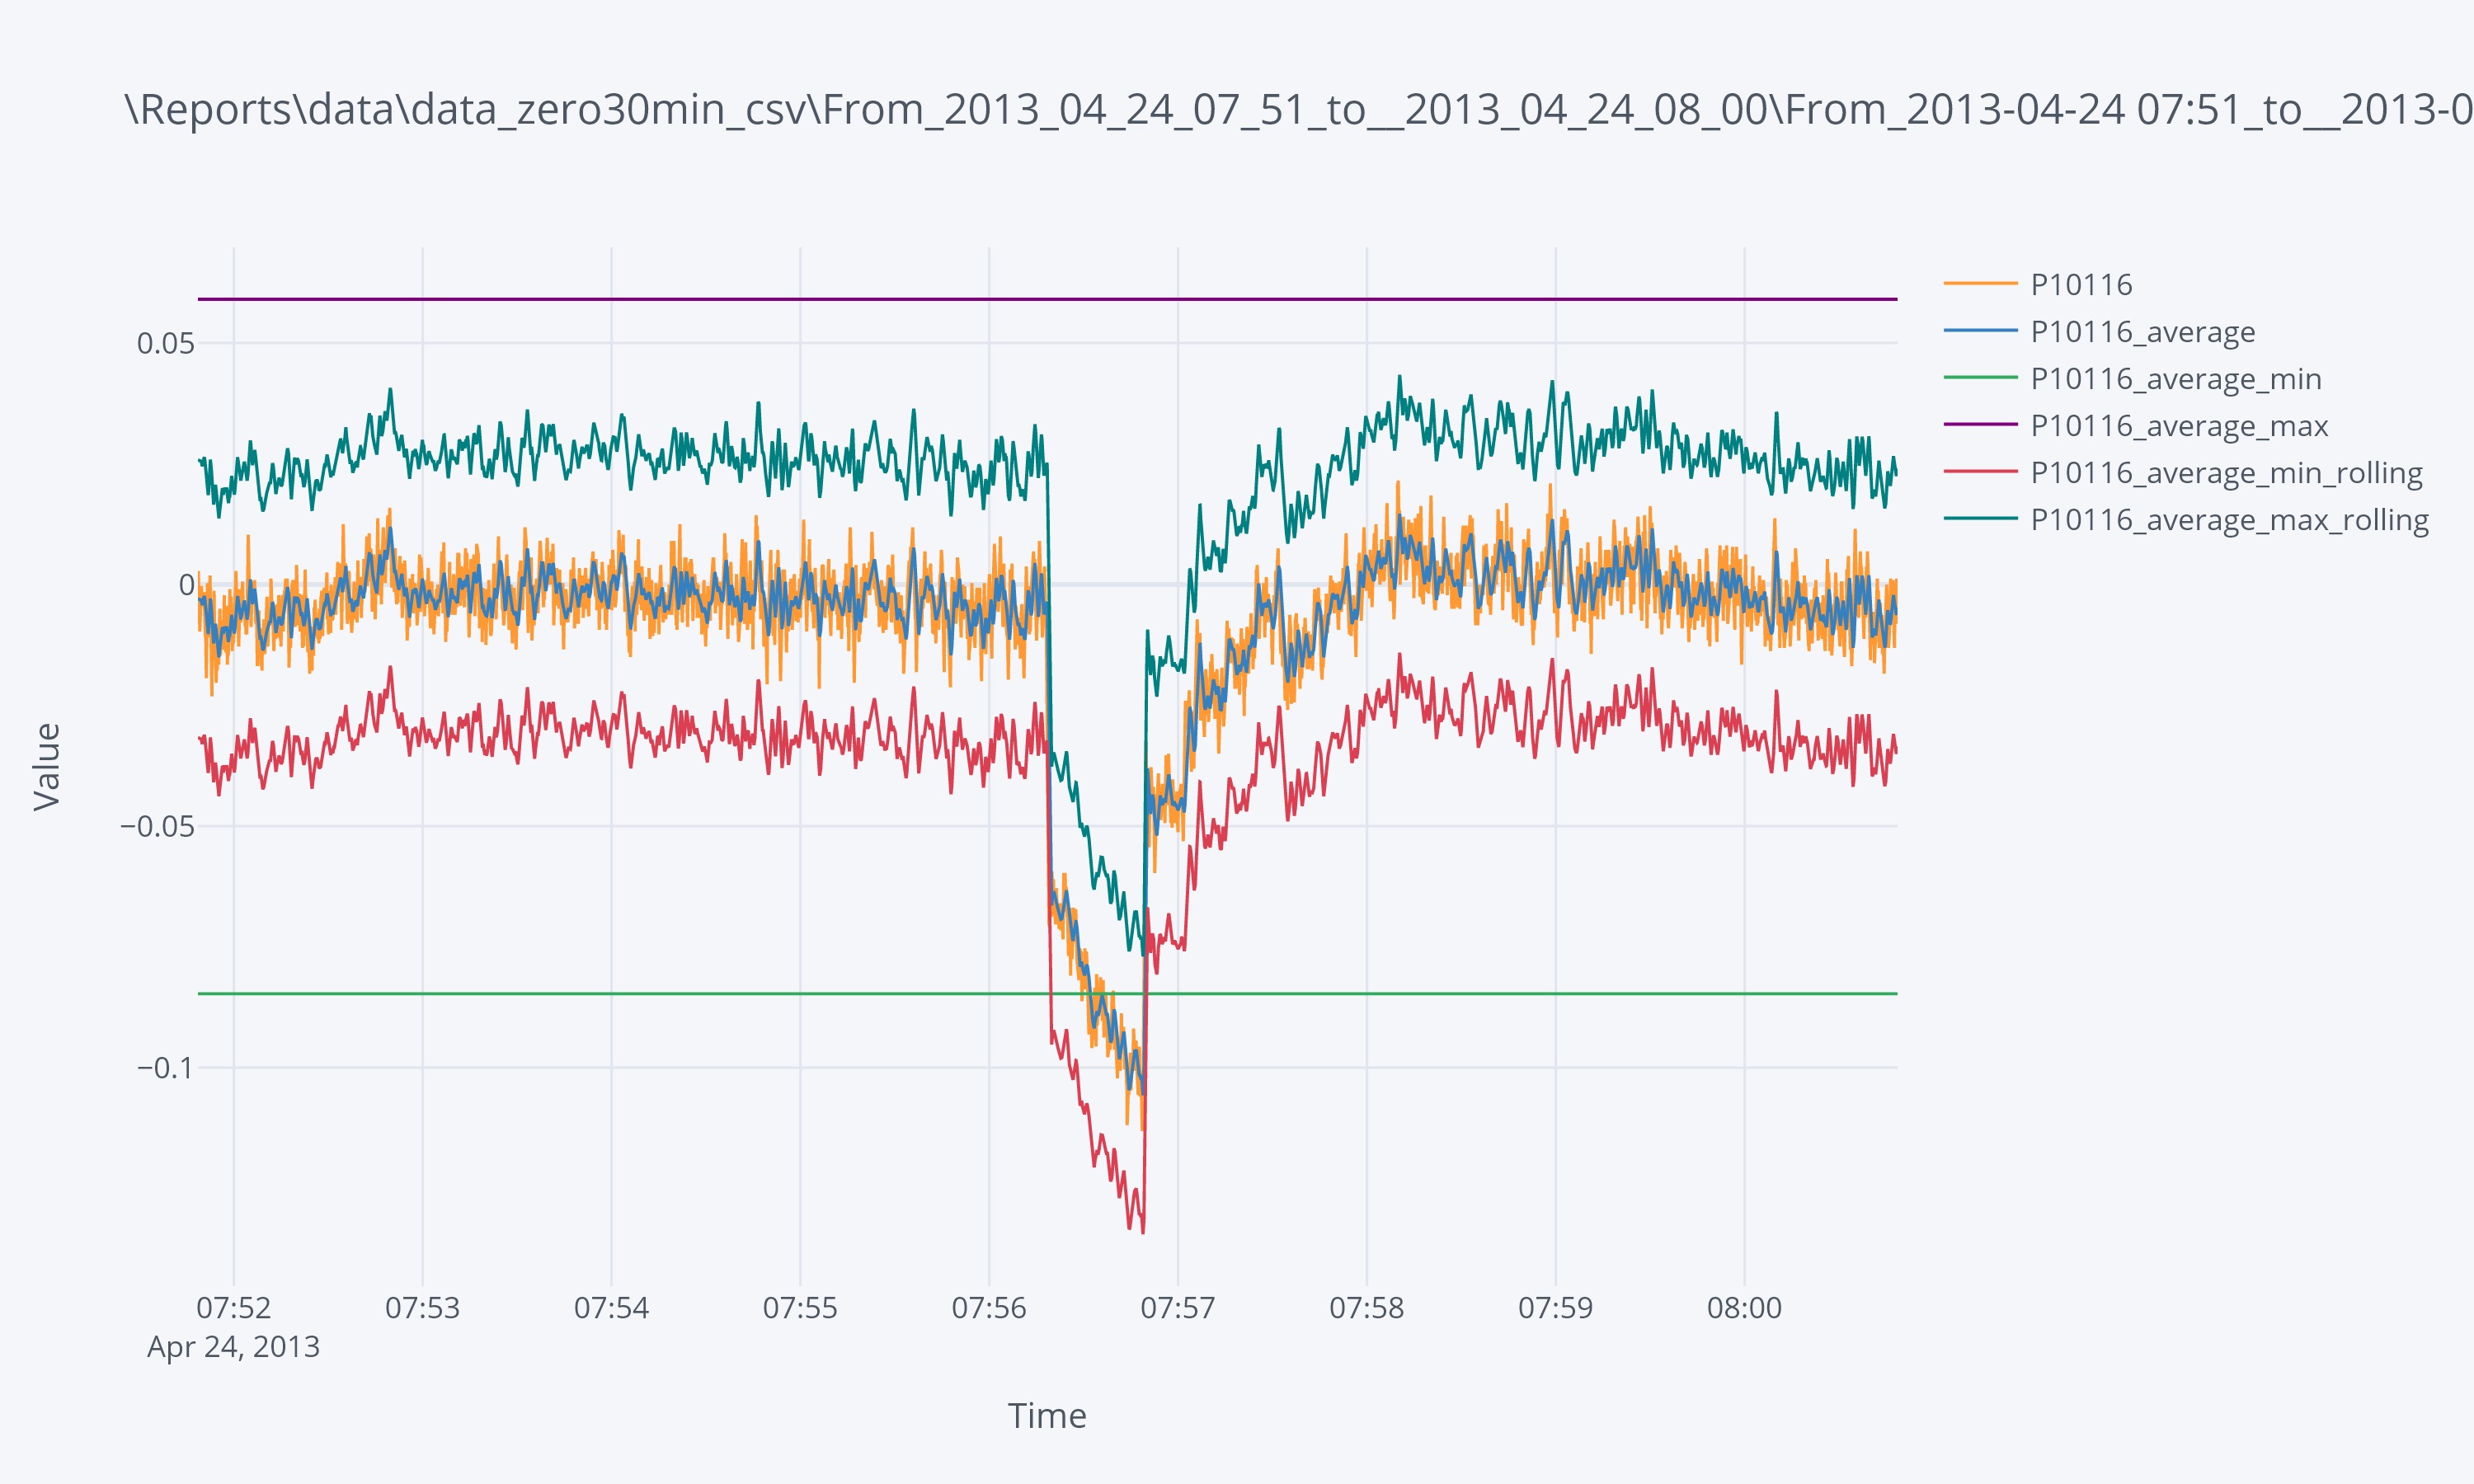 \Reports\data\data_zero30min_csv\From_2013_04_24_07_51_to__2013_04_24_08_00\From_2013-04-24 07:51_to__2013-0
P10116
P10116_average
P10116_average_min
P10116_average_max
P10116_average_min_rolling
P10116_average_max_rolling
0.05
0
−0.05
−0.1
Value
07:52 07:53 07:54 07:55 07:56 07:57 07:58 07:59 08:00
Apr 24, 2013
Time